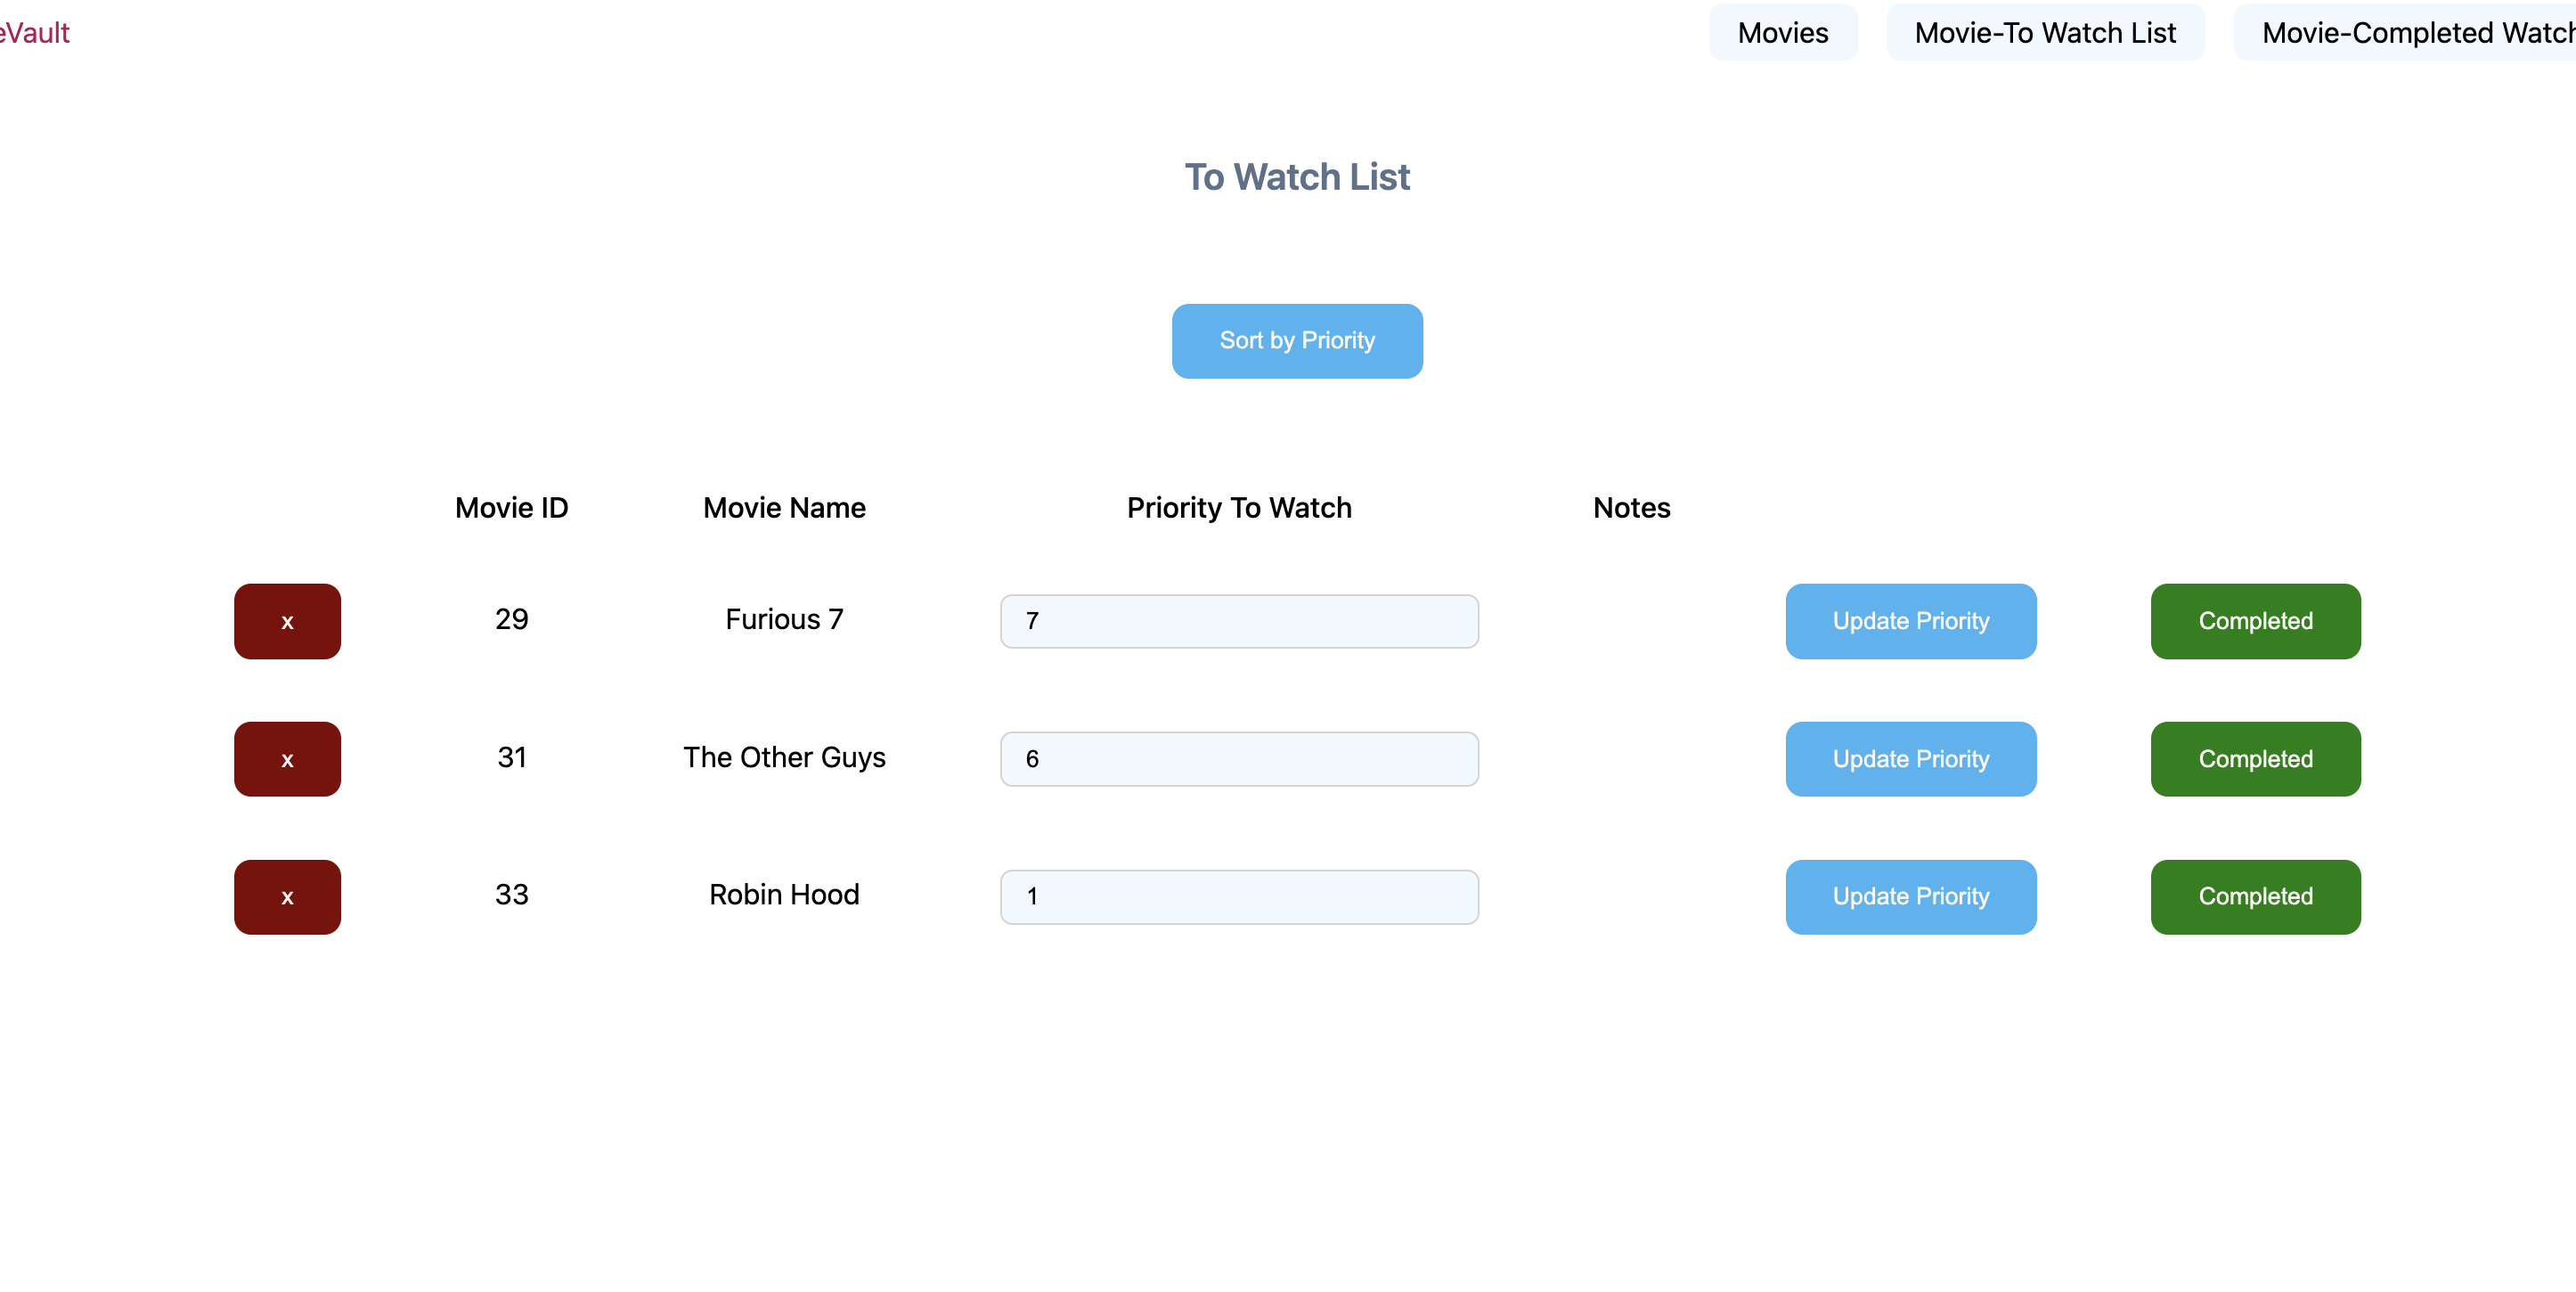 eVault Movies Movie-To Watch List Movie-Completed Watch
To Watch List
Sort by Priority
Movie ID Movie Name Priority To Watch Notes
x 29 Furious 7 7 Update Priority Completed
x 31 The Other Guys 6 Update Priority Completed
x 33 Robin Hood 1 Update Priority Completed